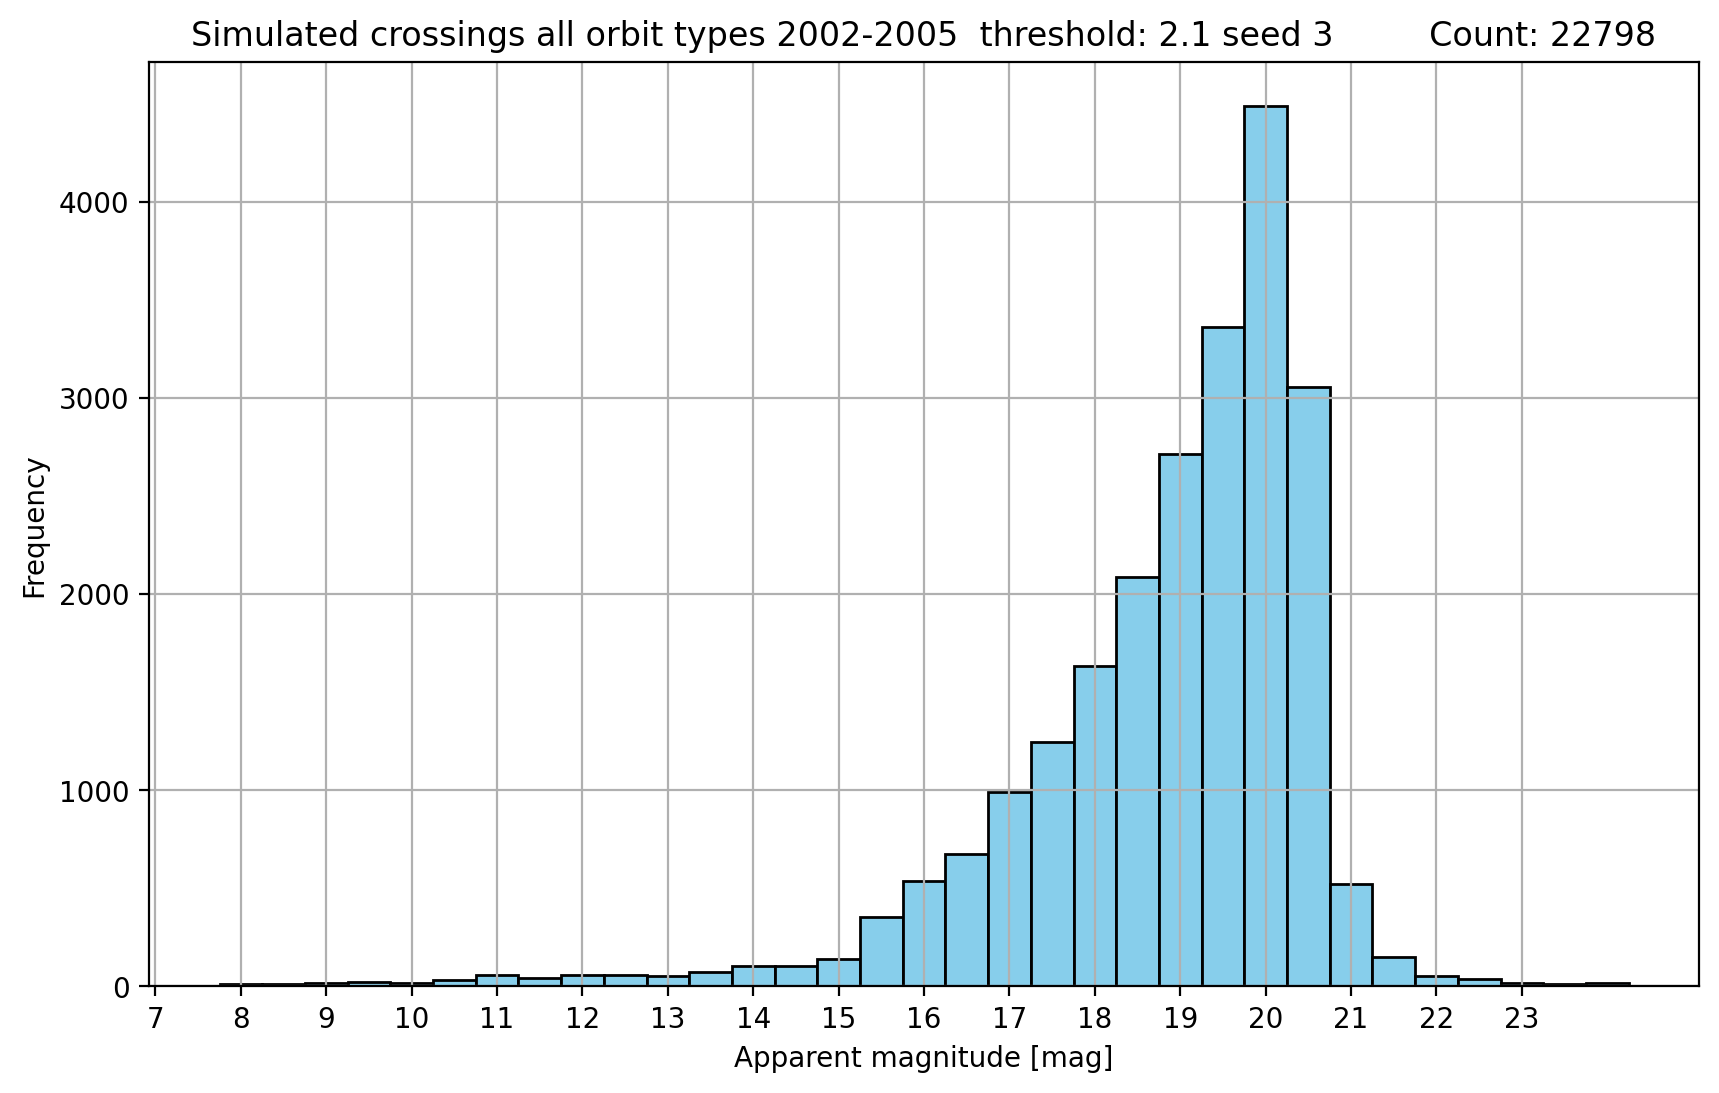 Simulated crossings all orbit types 2002-2005  threshold: 2.1 seed 3          Count: 22798
4000
3000
2000
1000
0
Frequency
7 8 9 10 11 12 13 14 15 16 17 18 19 20 21 22 23
Apparent magnitude [mag]